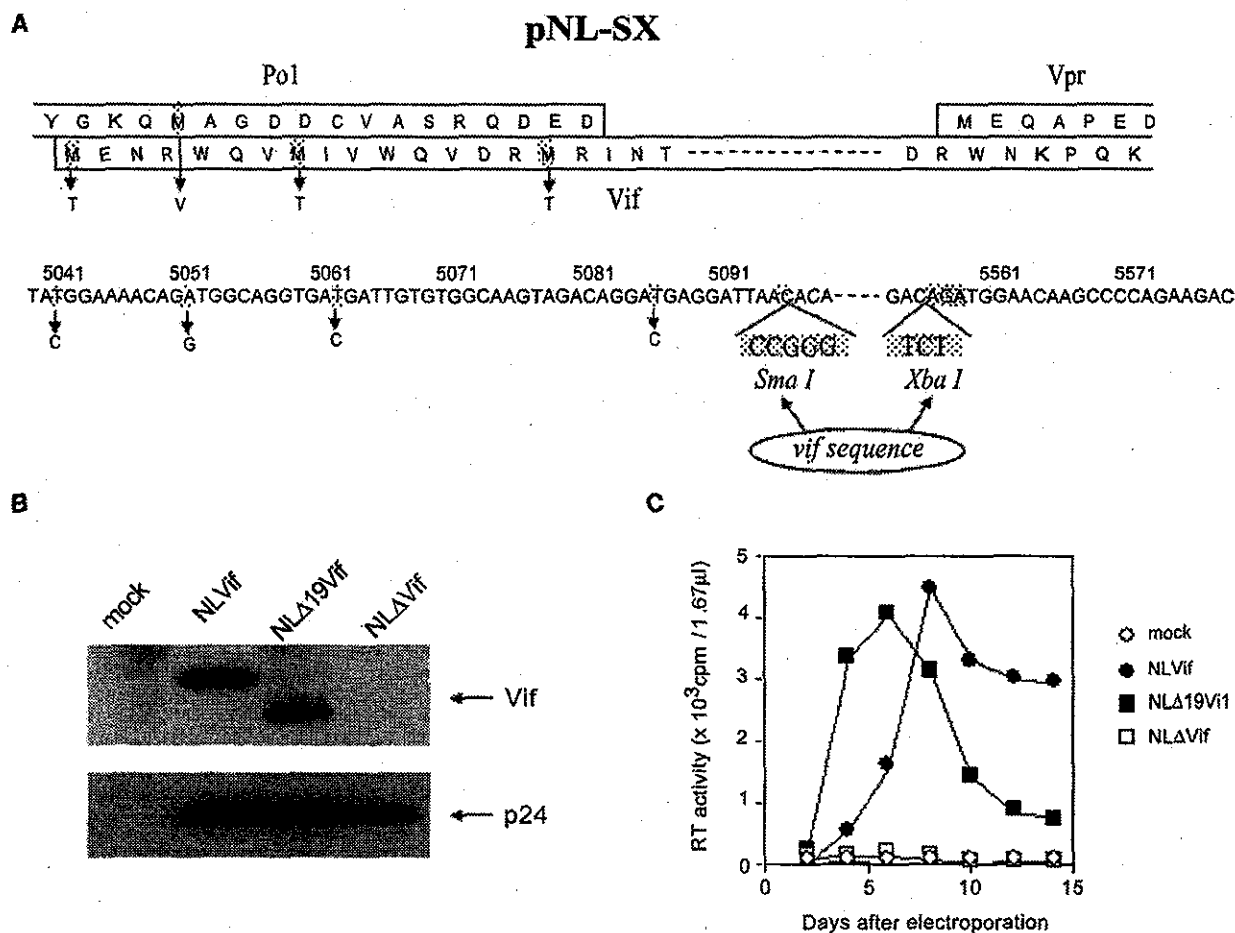 A
pNL-SX
Pol Vpr
Y G K Q M A G D D C V A S R Q D E D M E Q A P E D
M E N R W Q V M I V W Q V D R M R I N T ---------------- D R W N K P Q K
T V T T Vif
5041 5051 5061 5071 5081 5091 5561 5571
TATGGAAAACAGATGGCAGGTGATGATTGTGTGGCAAGTAGACAGGATGAGGATTAACACA---- GACAGATGGAACAAGCCCCAGAAGAC
C G C C CCGGG TCT
Sma I Xba I
vif sequence
B
mock NLVif NLΔ19Vif NLΔVif
Vif
p24
C
RT activity (x 10³cpm / 1.67µl)
5
4
3
2
1
0
0 5 10 15
Days after electroporation
mock
NLVif
NLΔ19Vi1
NLΔVif